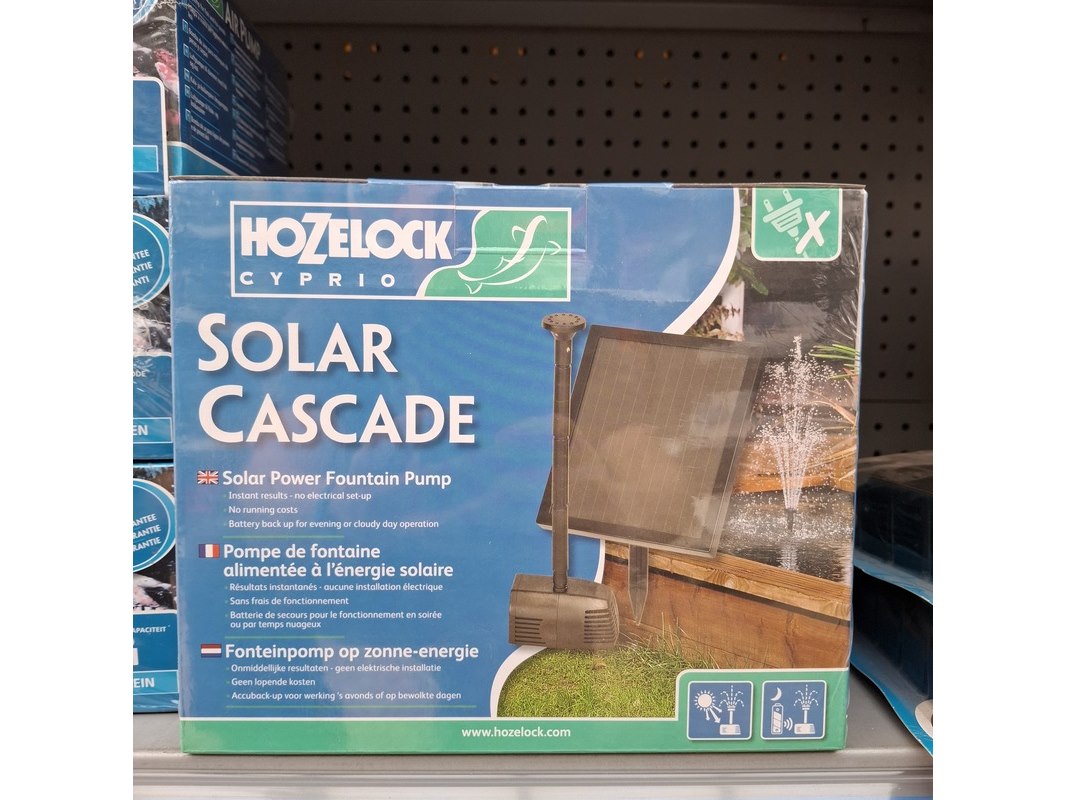 AIR PUMP
HOZELOCK
CYPRIO
SOLAR
CASCADE
Solar Power Fountain Pump
Instant results - no electrical set-up
No running costs
Battery back up for evening or cloudy day operation
Pompe de fontaine
alimentée à l'énergie solaire
Résultats instantanés - aucune installation électrique
Sans frais de fonctionnement
Batterie de secours pour le fonctionnement en soirée
ou par temps nuageux
Fonteinpomp op zonne-energie
Onmiddellijke resultaten - geen elektrische installatie
Geen lopende kosten
Accuback-up voor werking 's avonds of op bewolkte dagen
www.hozelock.com